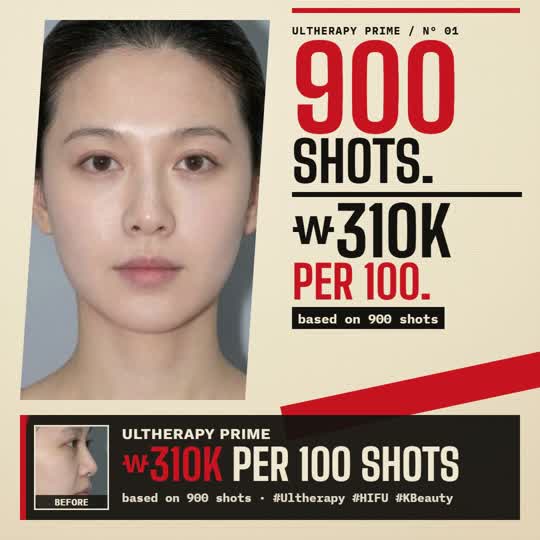 ULTHERAPY PRIME / Nº 01
900
SHOTS.
₩310K
PER 100.
based on 900 shots
BEFORE
ULTHERAPY PRIME
₩310K PER 100 SHOTS
based on 900 shots · #Ultherapy #HIFU #KBeauty